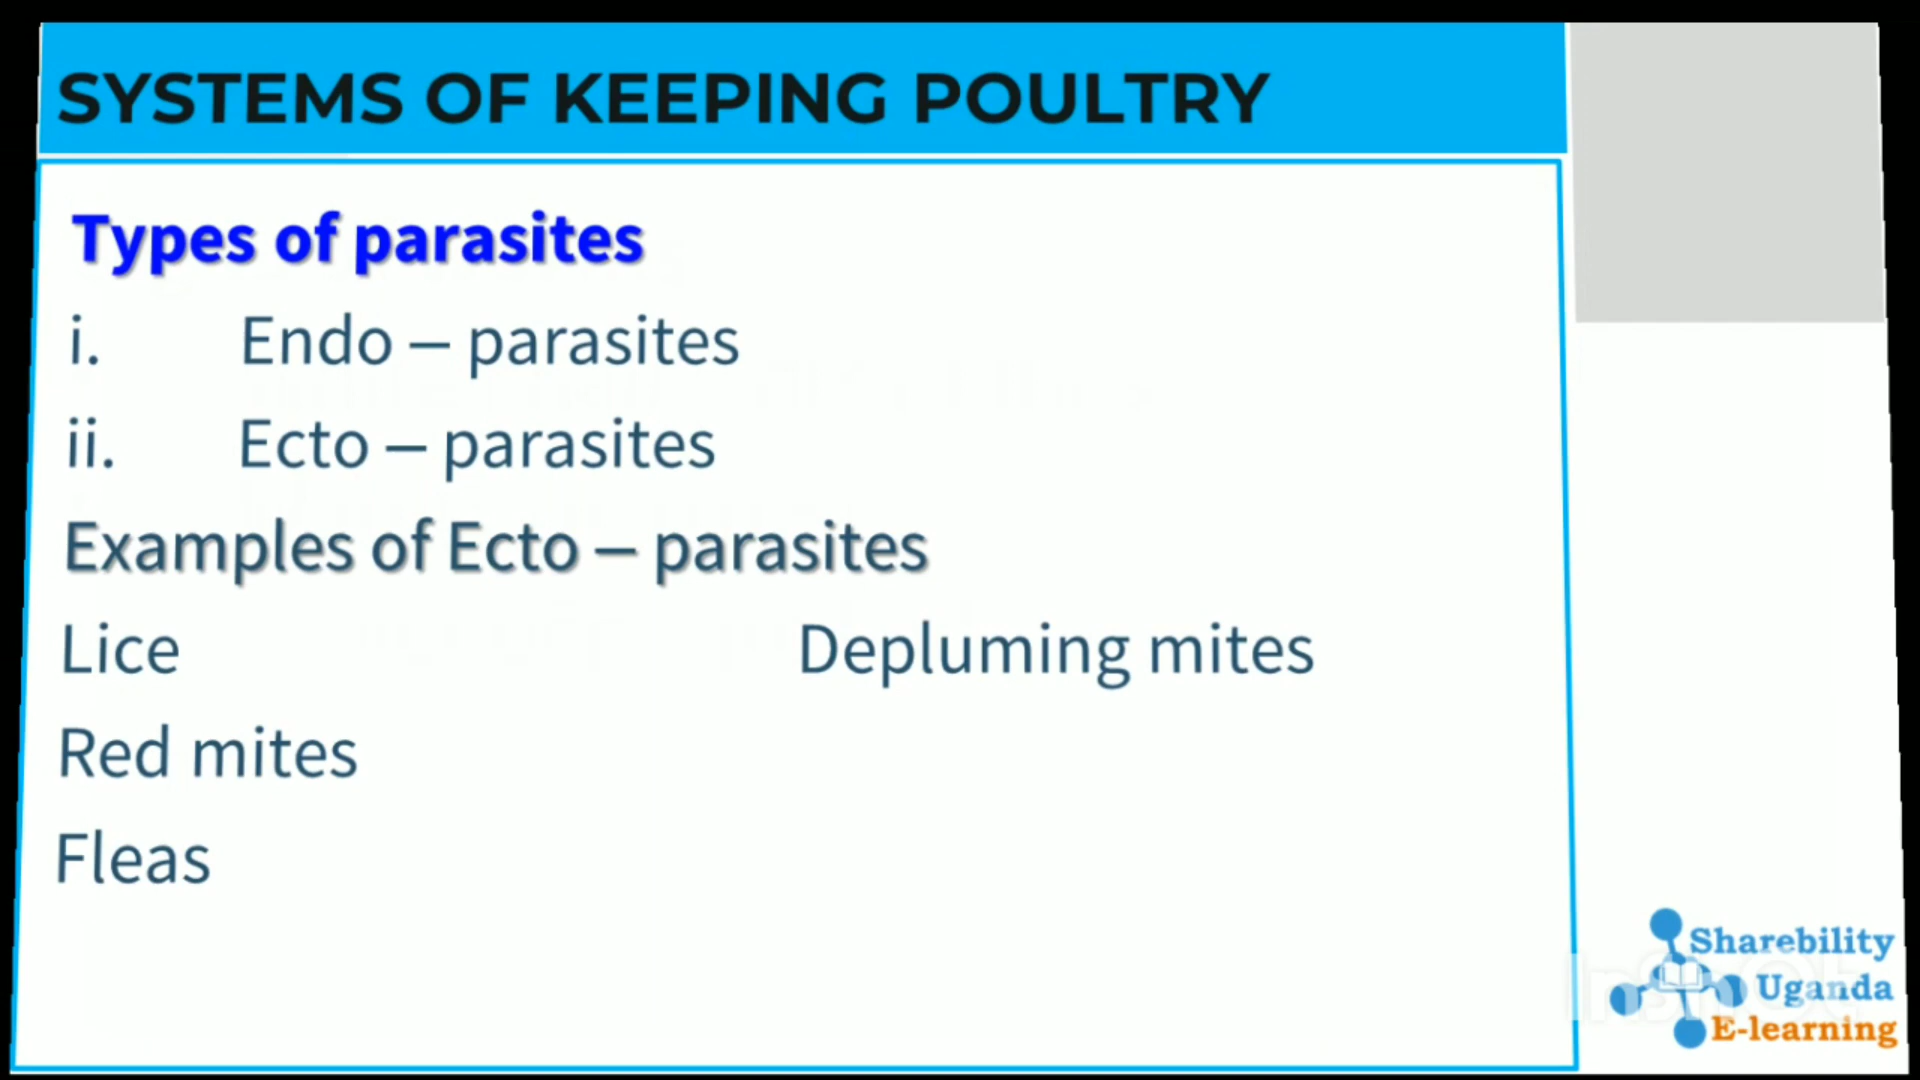 SYSTEMS OF KEEPING POULTRY
Types of parasites
i. Endo – parasites
ii. Ecto – parasites
Examples of Ecto – parasites
Lice Depluming mites
Red mites
Fleas
Sharebility
Uganda
E-learning
InShOt